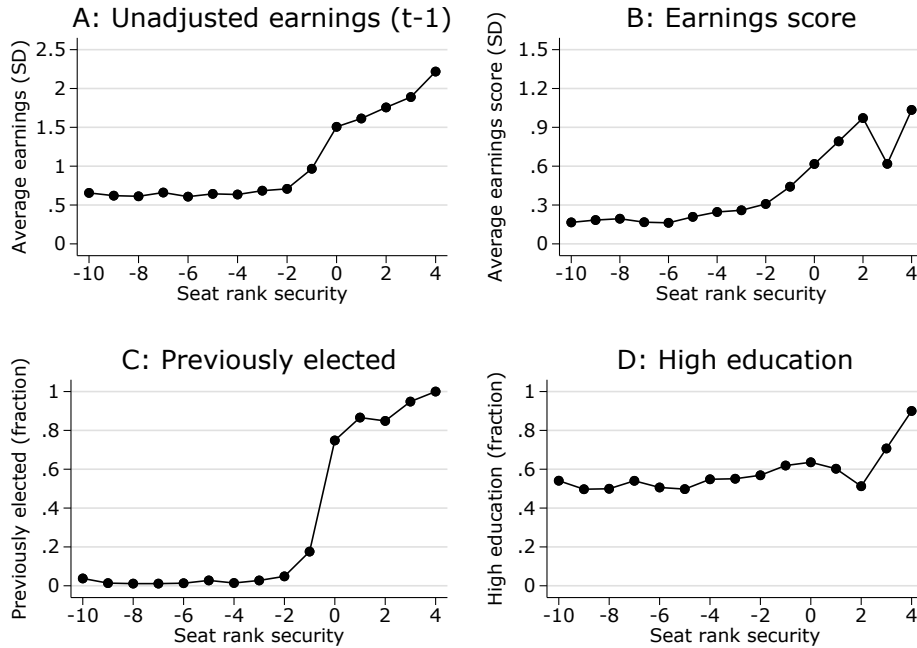 A: Unadjusted earnings (t-1)
Average earnings (SD)
2.5
2
1.5
1
.5
0
-10 -8 -6 -4 -2 0 2 4
Seat rank security
B: Earnings score
Average earnings score (SD)
1.5
1.2
.9
.6
.3
0
-10 -8 -6 -4 -2 0 2 4
Seat rank security
C: Previously elected
Previously elected (fraction)
1
.8
.6
.4
.2
0
-10 -8 -6 -4 -2 0 2 4
Seat rank security
D: High education
High education (fraction)
1
.8
.6
.4
.2
0
-10 -8 -6 -4 -2 0 2 4
Seat rank security